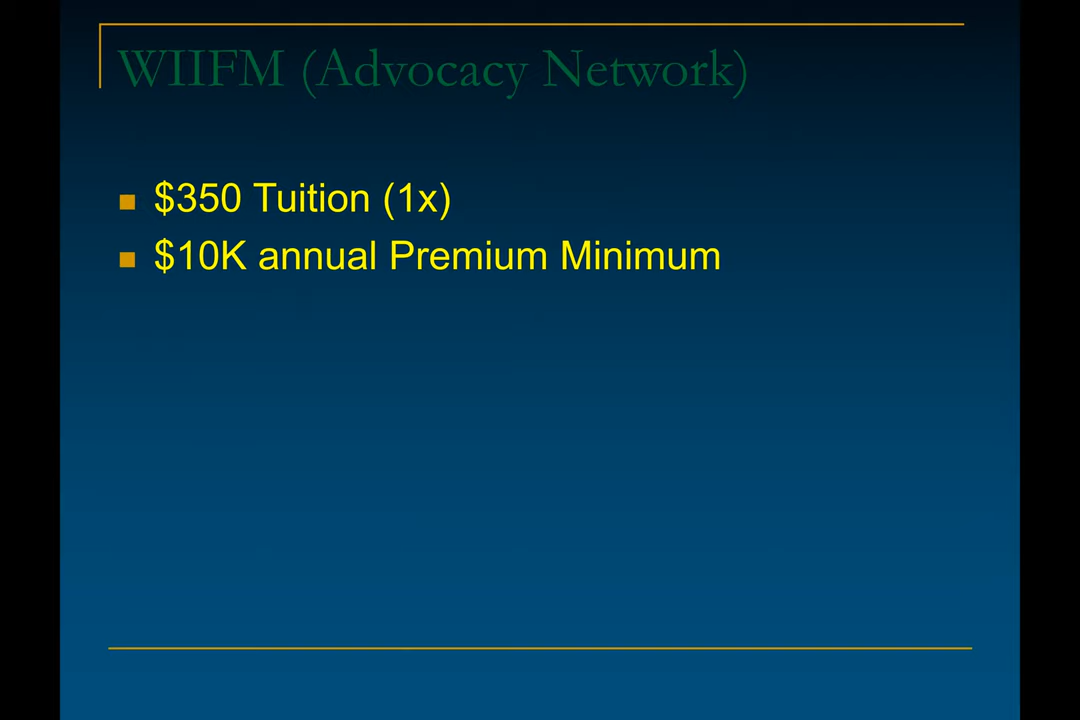 WIIFM (Advocacy Network)
$350 Tuition (1x)
$10K annual Premium Minimum